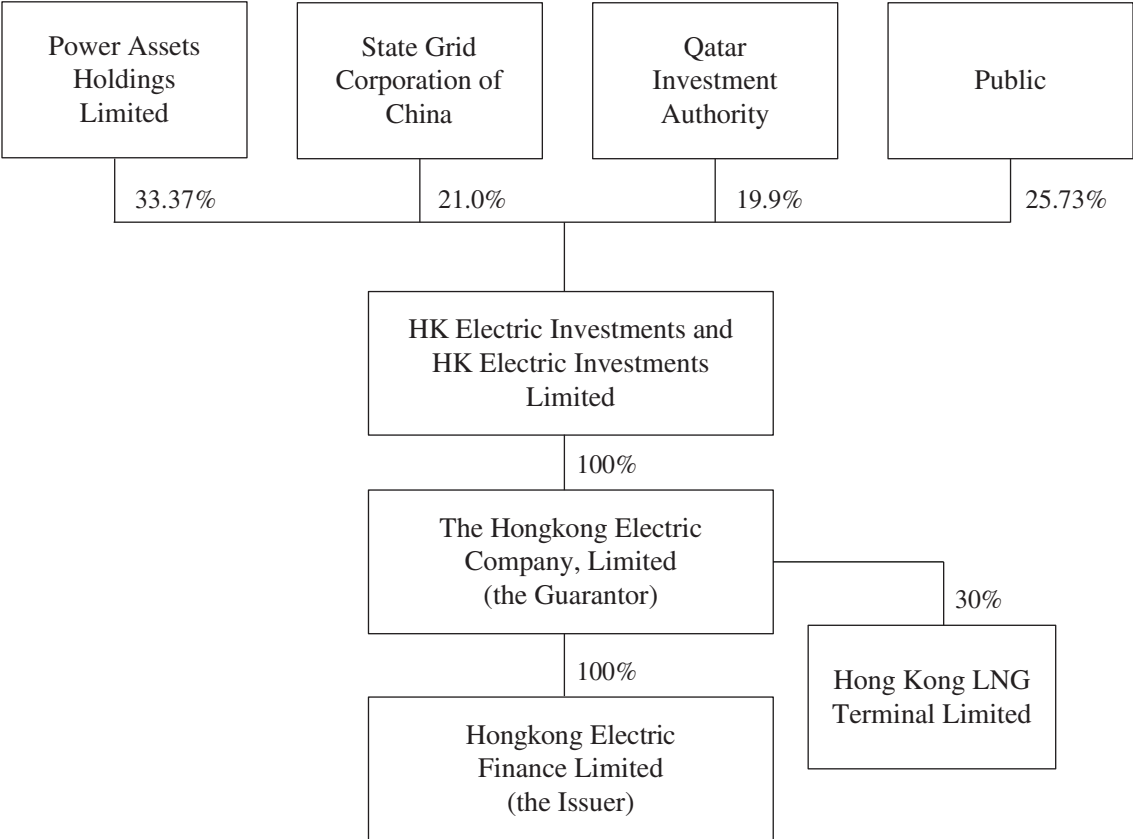 Power Assets
Holdings
Limited
State Grid
Corporation of
China
Qatar
Investment
Authority
Public
33.37%
21.0%
19.9%
25.73%
HK Electric Investments and
HK Electric Investments
Limited
100%
The Hongkong Electric
Company, Limited
(the Guarantor)
30%
100%
Hong Kong LNG
Terminal Limited
Hongkong Electric
Finance Limited
(the Issuer)